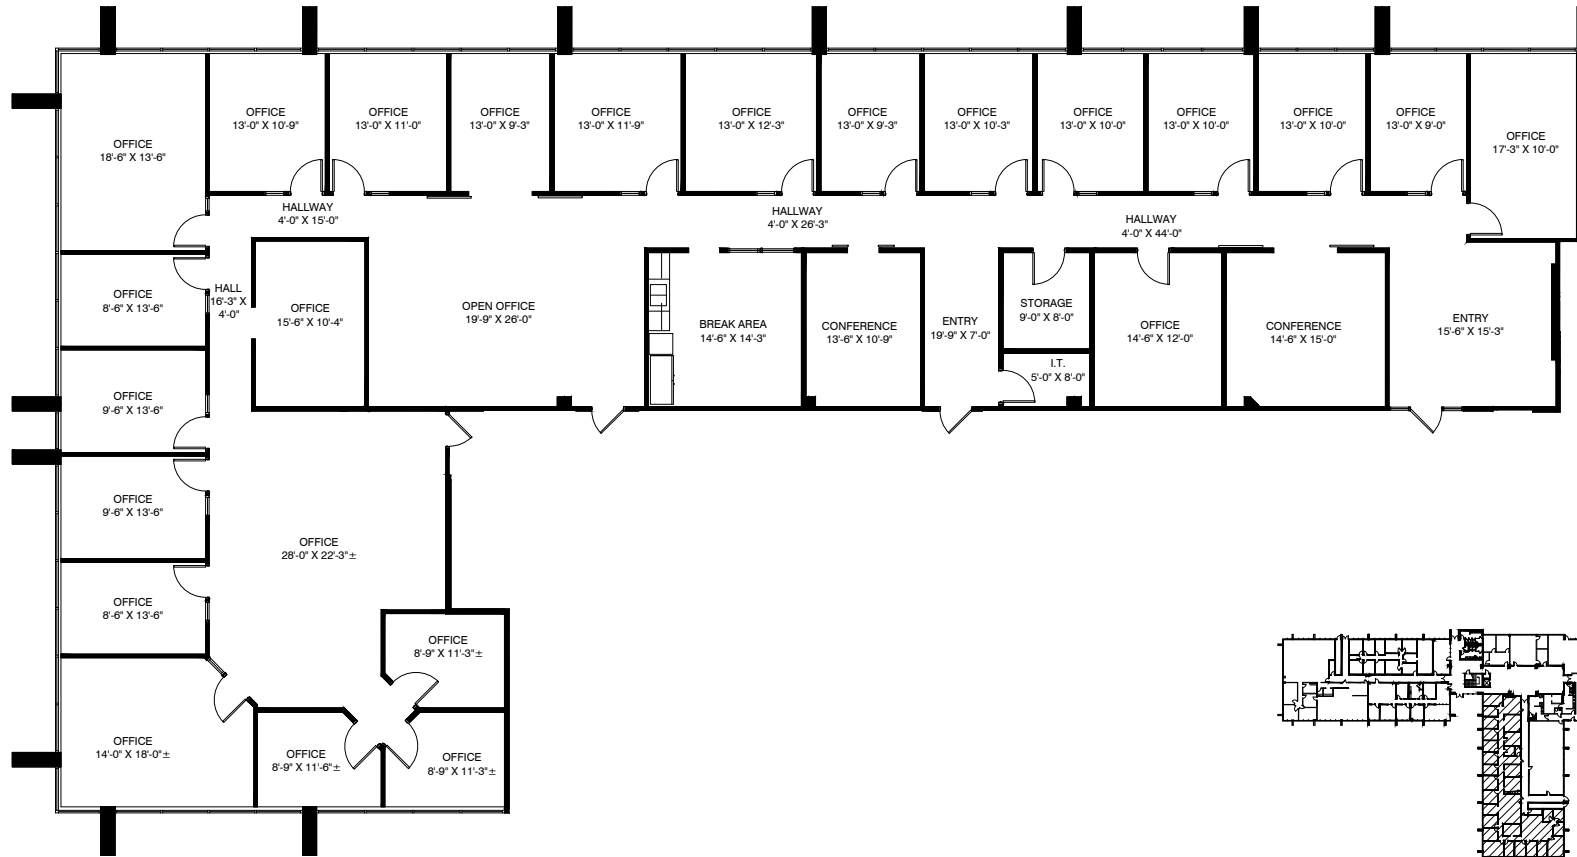 OFFICE
18'-6" X 13'-6"
OFFICE
13'-0" X 10'-9"
OFFICE
13'-0" X 11'-0"
OFFICE
13'-0" X 9'-3"
OFFICE
13'-0" X 11'-9"
OFFICE
13'-0" X 12'-3"
OFFICE
13'-0" X 9'-3"
OFFICE
13'-0" X 10'-3"
OFFICE
13'-0" X 10'-0"
OFFICE
13'-0" X 10'-0"
OFFICE
13'-0" X 10'-0"
OFFICE
13'-0" X 9'-0"
OFFICE
17'-3" X 10'-0"
HALLWAY
4'-0" X 15'-0"
HALLWAY
4'-0" X 26'-3"
HALLWAY
4'-0" X 44'-0"
OFFICE
8'-6" X 13'-6"
HALL
16'-3" X
4'-0"
OFFICE
15'-6" X 10'-4"
OPEN OFFICE
19'-9" X 26'-0"
BREAK AREA
14'-6" X 14'-3"
CONFERENCE
13'-6" X 10'-9"
ENTRY
19'-9" X 7'-0"
STORAGE
9'-0" X 8'-0"
I.T.
5'-0" X 8'-0"
OFFICE
14'-6" X 12'-0"
CONFERENCE
14'-6" X 15'-0"
ENTRY
15'-6" X 15'-3"
OFFICE
9'-6" X 13'-6"
OFFICE
9'-6" X 13'-6"
OFFICE
28'-0" X 22'-3"±
OFFICE
8'-6" X 13'-6"
OFFICE
8'-9" X 11'-3"±
OFFICE
14'-0" X 18'-0"±
OFFICE
8'-9" X 11'-6"±
OFFICE
8'-9" X 11'-3"±